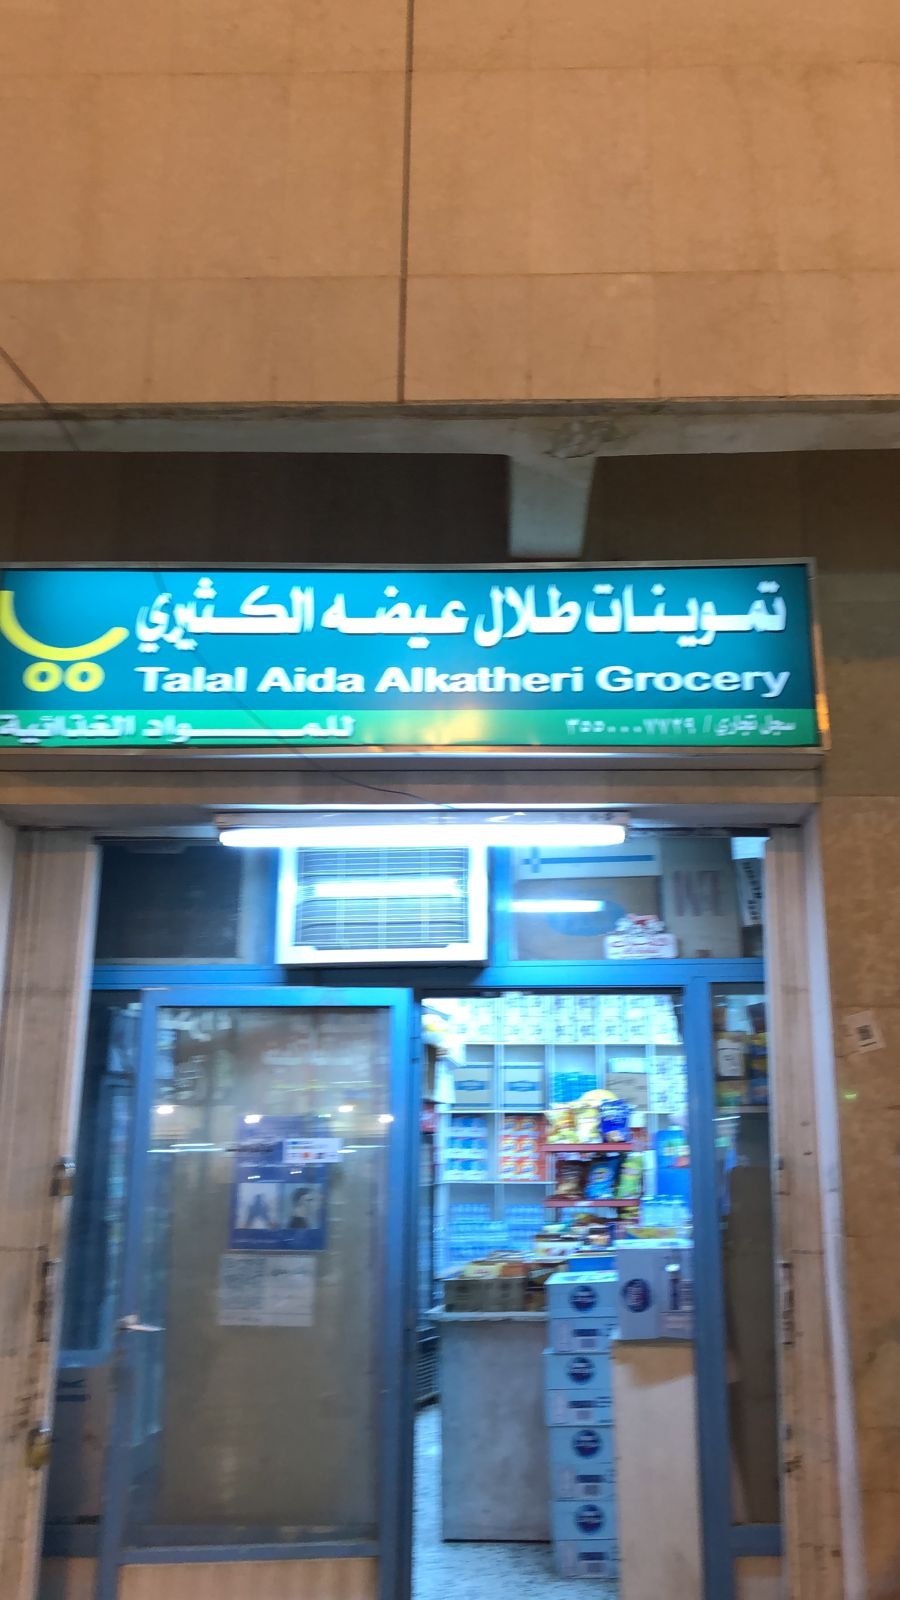 تموينات طلال عيضه الكثيري
Talal Aida Alkatheri Grocery
سجل تجاري / ٣٥٥٠٠٠٧٧٢٩
للمواد الغذائية